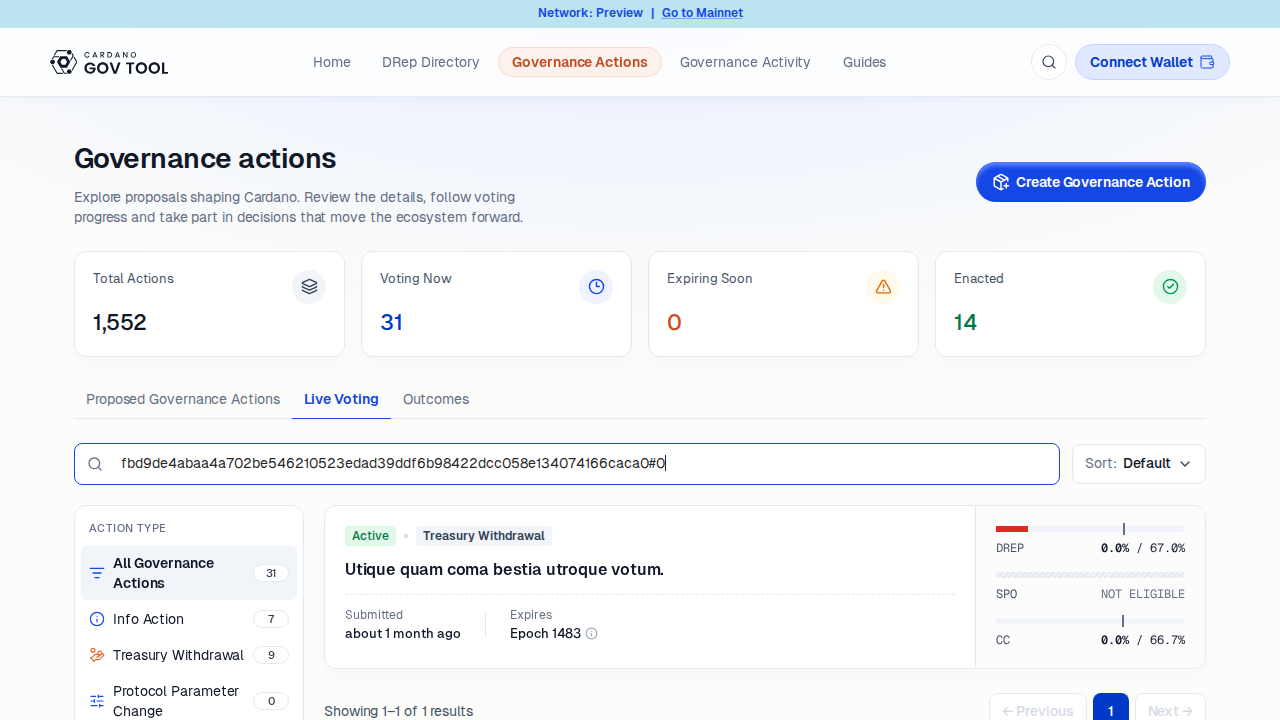 Network: Preview | Go to Mainnet
CARDANO
GOV TOOL
Home
DRep Directory
Governance Actions
Governance Activity
Guides
Connect Wallet
Governance actions
Explore proposals shaping Cardano. Review the details, follow voting
progress and take part in decisions that move the ecosystem forward.
Create Governance Action
Total Actions
1,552
Voting Now
31
Expiring Soon
0
Enacted
14
Proposed Governance Actions
Live Voting
Outcomes
fbd9de4abaa4a702be546210523edad39ddf6b98422dcc058e134074166caca0#0
Sort: Default
ACTION TYPE
All Governance
Actions
31
Info Action
7
Treasury Withdrawal
9
Protocol Parameter
Change
0
Active
Treasury Withdrawal
Utique quam coma bestia utroque votum.
Submitted
about 1 month ago
Expires
Epoch 1483
DREP
0.0% / 67.0%
SPO
NOT ELIGIBLE
CC
0.0% / 66.7%
Showing 1–1 of 1 results
← Previous
1
Next →